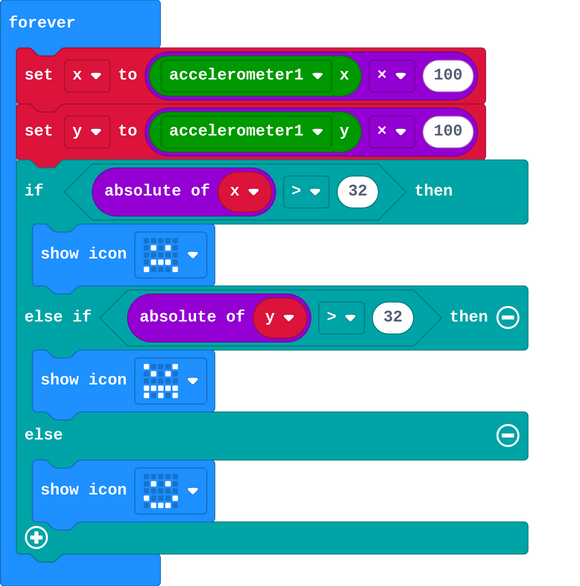 forever
set x to accelerometer1 x × 100
set y to accelerometer1 y × 100
if absolute of x > 32 then
show icon
else if absolute of y > 32 then
show icon
else
show icon